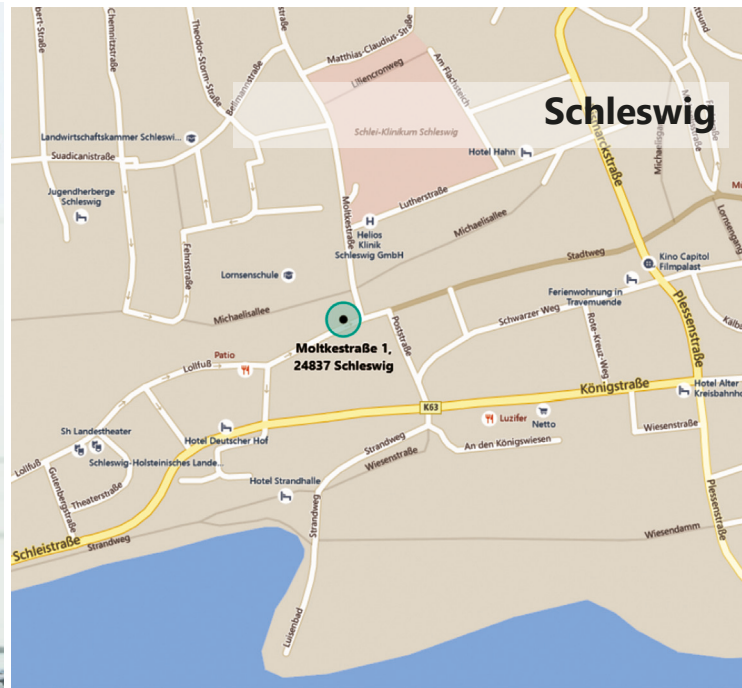 Schleswig
Chemnitzstraße
Theodor-Storm-Straße
Bellmannstraße
Matthias-Claudius-Straße
Liliencronweg
Am Flachsteich
Schlei-Klinikum Schleswig
Landwirtschaftskammer Schleswi...
Suadicanistraße
Hotel Hahn
Jugendherberge
Schleswig
Moltkestraße
Lutherstraße
Michaelisallee
Helios
Klinik
Schleswig GmbH
Fehrsstraße
Lornsenschule
Stadtweg
Lornsengang
Kino Capitol
Filmpalast
Ferienwohnung in
Travemuende
Michaelisallee
Schwarzer Weg
Plessenstraße
Moltkestraße 1,
24837 Schleswig
Poststraße
Rote-Kreuz-Weg
Patio
Lollfuß
Königstraße
Hotel Alter
Kreisbahnho
K63
Luzifer
Netto
Sh Landestheater
Hotel Deutscher Hof
Strandweg
Wiesenstraße
An den Königswiesen
Wiesenstraße
Schleswig-Holsteinisches Lande...
Lollfuß
Gutenbergstraße
Theaterstraße
Hotel Strandhalle
Strandweg
Plessenstraße
Wiesendamm
Schleistraße
Strandweg
Luisenbad